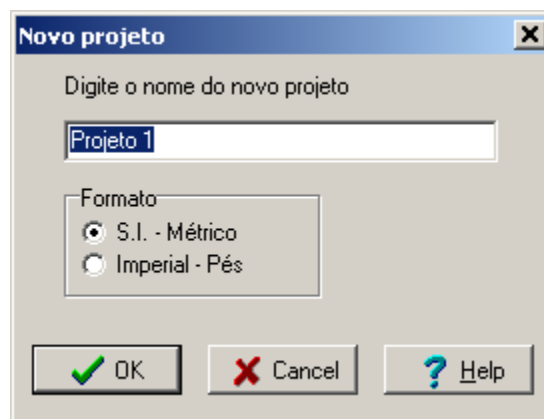 Novo projeto
Digite o nome do novo projeto
Projeto 1
Formato
S.I. - Métrico
Imperial - Pés
OK
Cancel
Help